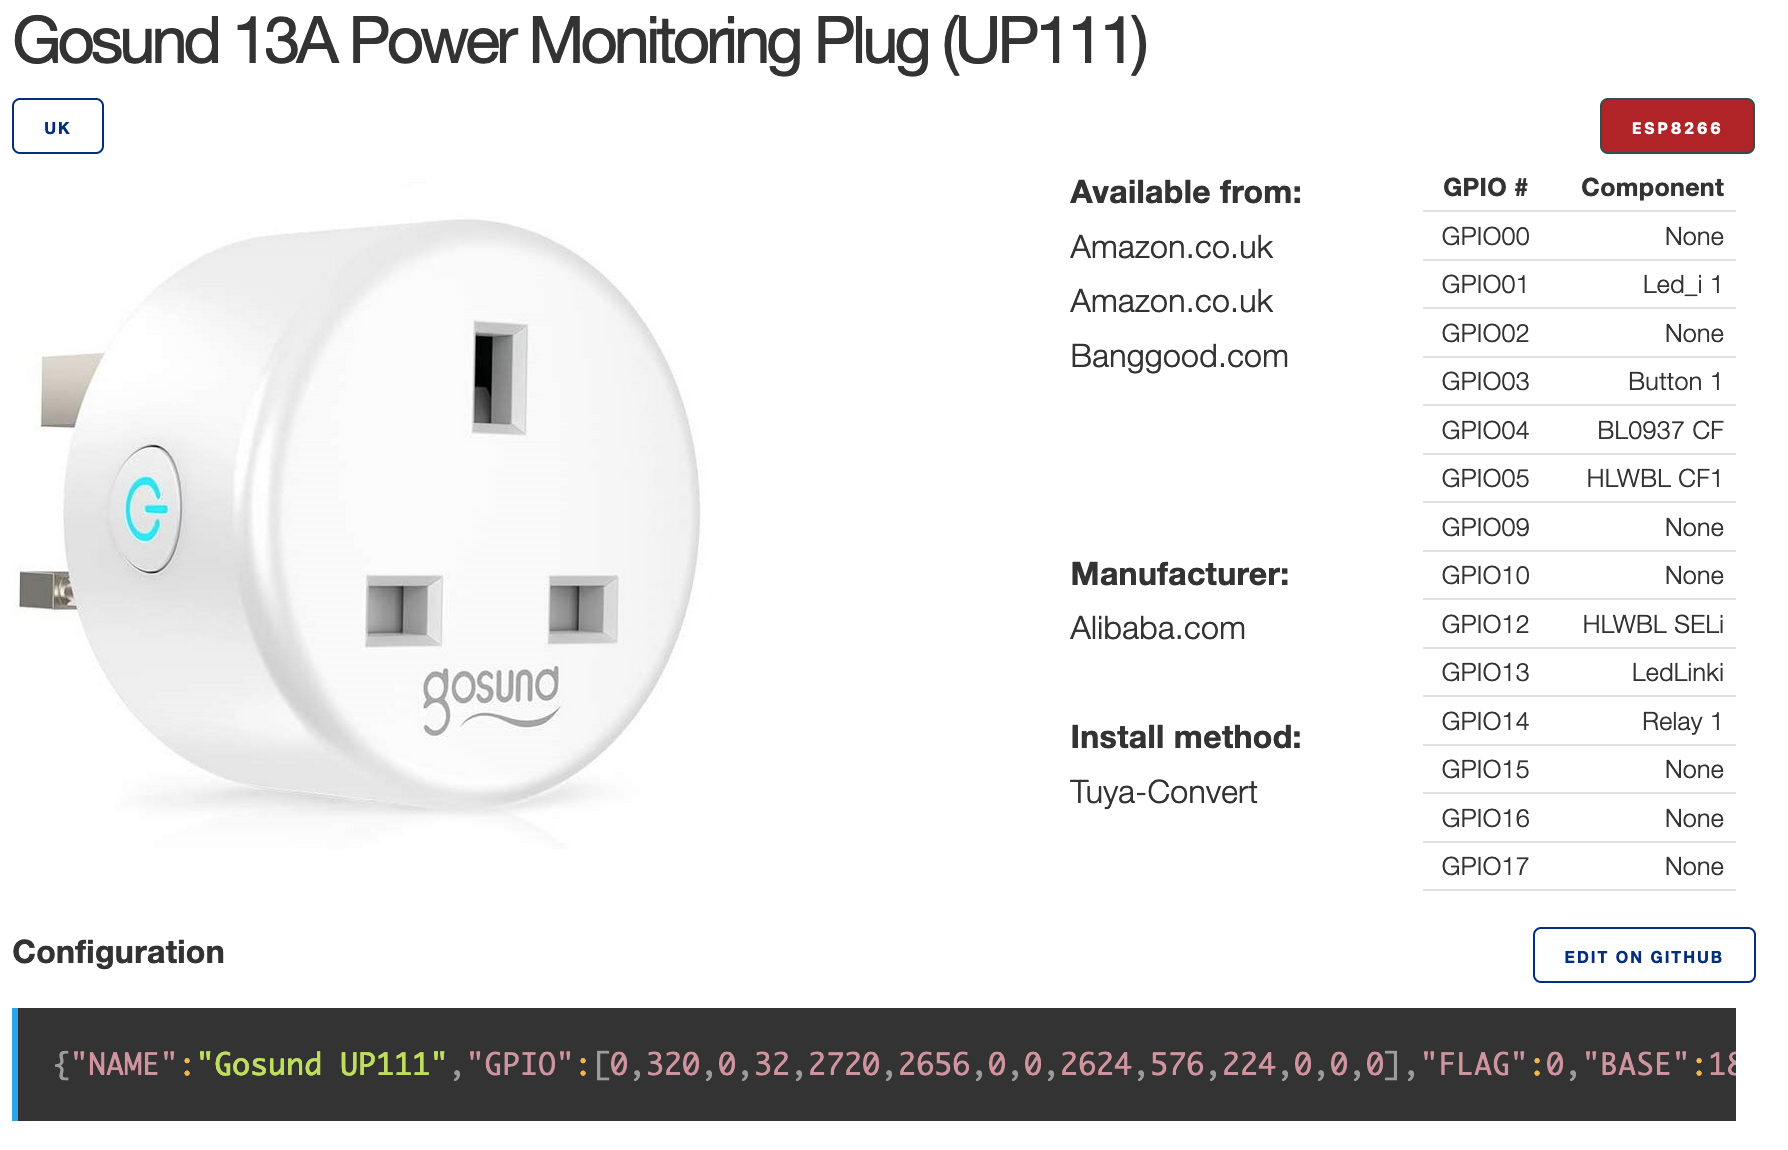 Gosund 13A Power Monitoring Plug (UP111)
UK
ESP8266
gosund
Available from:
Amazon.co.uk
Amazon.co.uk
Banggood.com
Manufacturer:
Alibaba.com
Install method:
Tuya-Convert
GPIO # Component
GPIO00 None
GPIO01 Led_i 1
GPIO02 None
GPIO03 Button 1
GPIO04 BL0937 CF
GPIO05 HLWBL CF1
GPIO09 None
GPIO10 None
GPIO12 HLWBL SELi
GPIO13 LedLinki
GPIO14 Relay 1
GPIO15 None
GPIO16 None
GPIO17 None
Configuration
EDIT ON GITHUB
{"NAME":"Gosund UP111","GPIO":[0,320,0,32,2720,2656,0,0,2624,576,224,0,0,0],"FLAG":0,"BASE":18